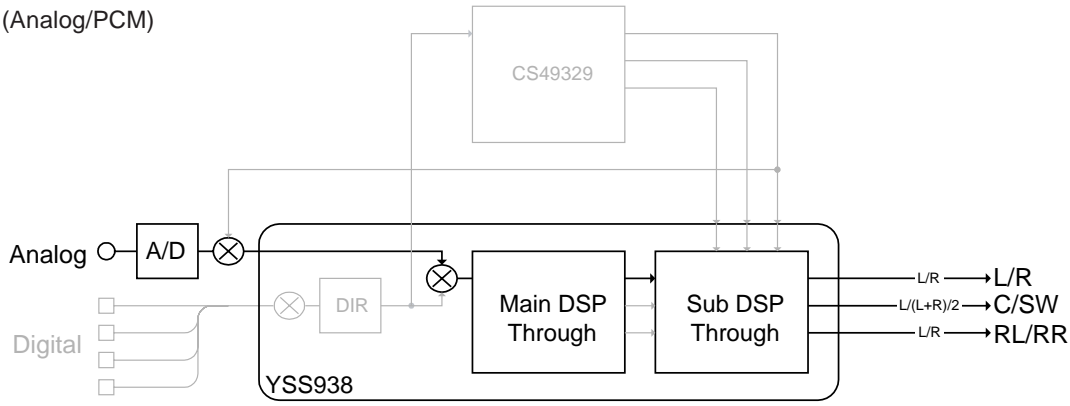 (Analog/PCM)
CS49329
Analog
A/D
Digital
DIR
Main DSP
Through
Sub DSP
Through
L/R
L/R
L/(L+R)/2
C/SW
L/R
RL/RR
YSS938